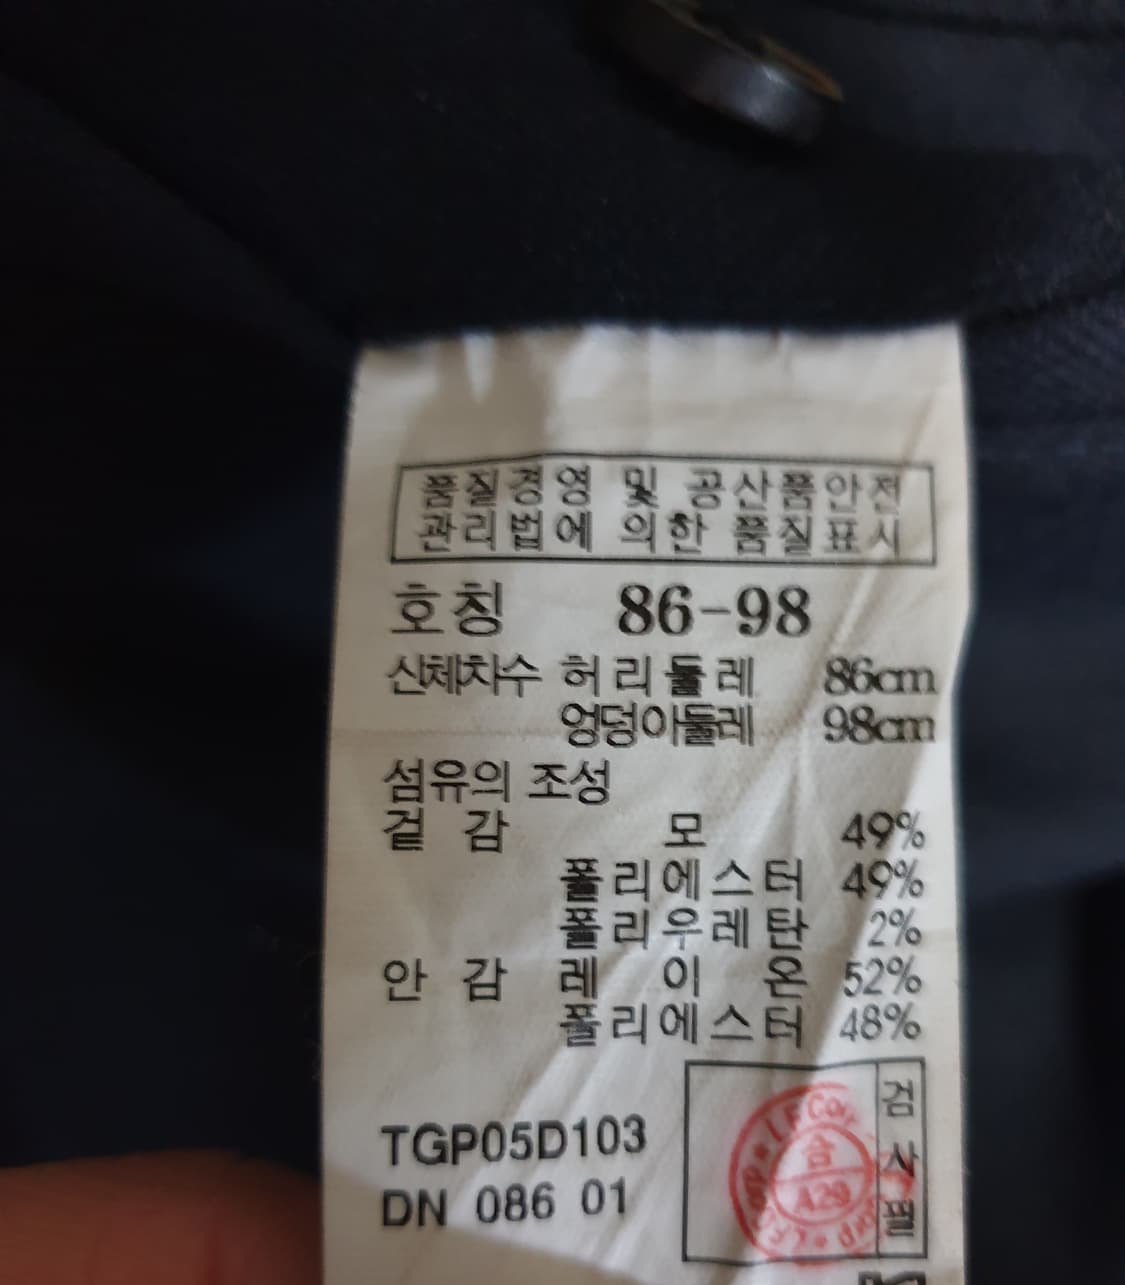 품질경영 및 공산품안전
관리법에 의한 품질표시
호칭 86-98
신체치수 허리둘레 86cm
엉덩이둘레 98cm
섬유의 조성
겉감 모 49%
폴리에스터 49%
폴리우레탄 2%
안감 레이온 52%
폴리에스터 48%
TGP05D103
DN 086 01
검사필
LF Corp
合
A29